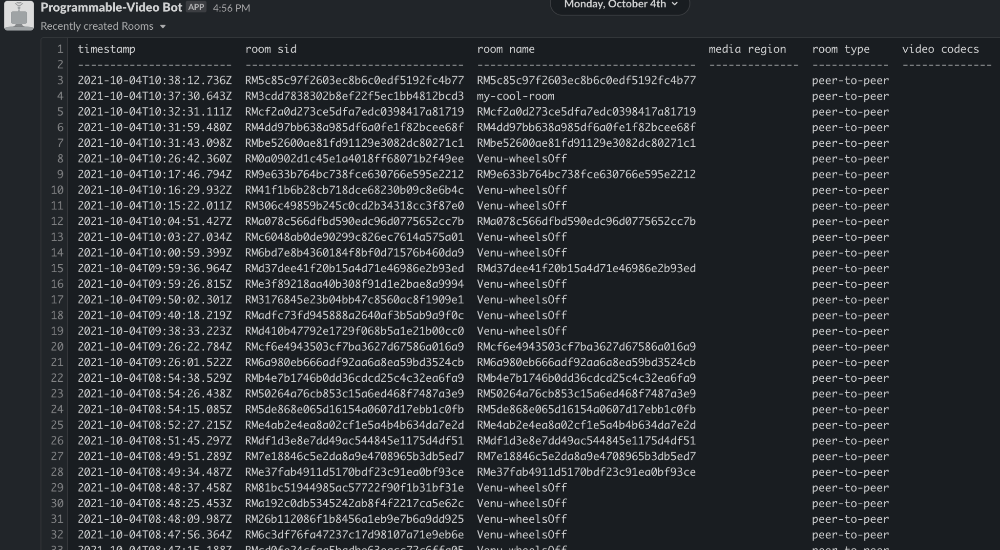 Programmable-Video Bot APP 4:56 PM
Monday, October 4th
Recently created Rooms
1 timestamp room sid room name media region room type video codecs
2 ------------------------ ---------------------------------- ---------------------------------- -------------- ------------ --------------
3 2021-10-04T10:38:12.736Z RM5c85c97f2603ec8b6c0edf5192fc4b77 RM5c85c97f2603ec8b6c0edf5192fc4b77 peer-to-peer
4 2021-10-04T10:37:30.643Z RM3cdd7838302b8ef22f5ec1bb4812bcd3 my-cool-room peer-to-peer
5 2021-10-04T10:32:31.111Z RMcf2a0d273ce5dfa7edc0398417a81719 RMcf2a0d273ce5dfa7edc0398417a81719 peer-to-peer
6 2021-10-04T10:31:59.480Z RM4dd97bb638a985df6a0fe1f82bcee68f RM4dd97bb638a985df6a0fe1f82bcee68f peer-to-peer
7 2021-10-04T10:31:43.098Z RMbe52600ae81fd91129e3082dc80271c1 RMbe52600ae81fd91129e3082dc80271c1 peer-to-peer
8 2021-10-04T10:26:42.360Z RM0a0902d1c45e1a4018ff68071b2f49ee Venu-wheelsOff peer-to-peer
9 2021-10-04T10:17:46.794Z RM9e633b764bc738fce630766e595e2212 RM9e633b764bc738fce630766e595e2212 peer-to-peer
10 2021-10-04T10:16:29.932Z RM41f1b6b28cb718dce68230b09c8e6b4c Venu-wheelsOff peer-to-peer
11 2021-10-04T10:15:22.011Z RM306c49859b245c0cd2b34318cc3f87e0 Venu-wheelsOff peer-to-peer
12 2021-10-04T10:04:51.427Z RMa078c566dfbd590edc96d0775652cc7b RMa078c566dfbd590edc96d0775652cc7b peer-to-peer
13 2021-10-04T10:03:27.034Z RMc6048ab0de90299c826ec7614a575a01 Venu-wheelsOff peer-to-peer
14 2021-10-04T10:00:59.399Z RM6bd7e8b4360184f8bf0d71576b460da9 Venu-wheelsOff peer-to-peer
15 2021-10-04T09:59:36.964Z RMd37dee41f20b15a4d71e46986e2b93ed RMd37dee41f20b15a4d71e46986e2b93ed peer-to-peer
16 2021-10-04T09:59:26.815Z RMe3f89218aa40b308f91d1e2bae8a9994 Venu-wheelsOff peer-to-peer
17 2021-10-04T09:50:02.301Z RM3176845e23b04bb47c8560ac8f1909e1 Venu-wheelsOff peer-to-peer
18 2021-10-04T09:40:18.219Z RMadfc73fd945888a2640af3b5ab9a9f0c Venu-wheelsOff peer-to-peer
19 2021-10-04T09:38:33.223Z RMd410b47792e1729f068b5a1e21b00cc0 Venu-wheelsOff peer-to-peer
20 2021-10-04T09:26:22.784Z RMcf6e4943503cf7ba3627d67586a016a9 RMcf6e4943503cf7ba3627d67586a016a9 peer-to-peer
21 2021-10-04T09:26:01.522Z RM6a980eb666adf92aa6a8ea59bd3524cb RM6a980eb666adf92aa6a8ea59bd3524cb peer-to-peer
22 2021-10-04T08:54:38.529Z RMb4e7b1746b0dd36cdcd25c4c32ea6fa9 RMb4e7b1746b0dd36cdcd25c4c32ea6fa9 peer-to-peer
23 2021-10-04T08:54:26.438Z RM50264a76cb853c15a6ed468f7487a3e9 RM50264a76cb853c15a6ed468f7487a3e9 peer-to-peer
24 2021-10-04T08:54:15.085Z RM5de868e065d16154a0607d17ebb1c0fb RM5de868e065d16154a0607d17ebb1c0fb peer-to-peer
25 2021-10-04T08:52:27.215Z RMe4ab2e4ea8a02cf1e5a4b4b634da7e2d RMe4ab2e4ea8a02cf1e5a4b4b634da7e2d peer-to-peer
26 2021-10-04T08:51:45.297Z RMdf1d3e8e7dd49ac544845e1175d4df51 RMdf1d3e8e7dd49ac544845e1175d4df51 peer-to-peer
27 2021-10-04T08:49:51.289Z RM7e18846c5e2da8a9e4708965b3db5ed7 RM7e18846c5e2da8a9e4708965b3db5ed7 peer-to-peer
28 2021-10-04T08:49:34.487Z RMe37fab4911d5170bdf23c91ea0bf93ce RMe37fab4911d5170bdf23c91ea0bf93ce peer-to-peer
29 2021-10-04T08:48:37.458Z RM81bc51944985ac57722f90f1b31bf31e Venu-wheelsOff peer-to-peer
30 2021-10-04T08:48:25.453Z RMa192c0db5345242ab8f4f2217ca5e62c Venu-wheelsOff peer-to-peer
31 2021-10-04T08:48:09.987Z RM26b112086f1b8456a1eb9e7b6a9dd925 Venu-wheelsOff peer-to-peer
32 2021-10-04T08:47:56.364Z RM6c3df76fa47237c17d98107a71e9eb6e Venu-wheelsOff peer-to-peer
33 2021-10-04T08:47:15.188Z Venu-wheelsOff peer-to-peer